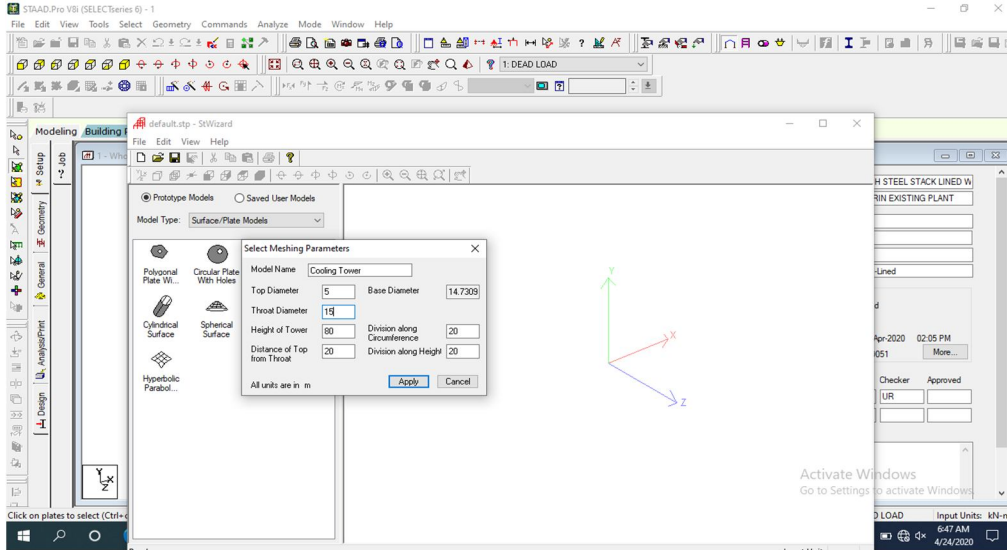 STAAD.Pro V8i (SELECTseries 6) - 1
File Edit View Tools Select Geometry Commands Analyze Mode Window Help
1: DEAD LOAD
Modeling Building
Setup
Job
Geometry
General
Analysis/Print
Design
1 - Who
default.stp - StWizard
File Edit View Help
Prototype Models Saved User Models
Model Type: Surface/Plate Models
Polygonal Plate Wi...
Circular Plate With Holes
Cylindrical Surface
Spherical Surface
Hyperbolic Parabol...
Select Meshing Parameters
Model Name Cooling Tower
Top Diameter 5 Base Diameter 14.7309
Throat Diameter 15
Height of Tower 80 Division along Circumference 20
Distance of Top from Throat 20 Division along Height 20
All units are in m Apply Cancel
Y
X
Z
H STEEL STACK LINED W
RIN EXISTING PLANT
-Lined
d
Apr-2020 02:05 PM
0051 More...
Checker Approved
UR
Y
X
Z
Activate Windows
Go to Settings to activate Windows.
Click on plates to select (Ctrl+c
D LOAD Input Units: kN-m
6:47 AM
4/24/2020